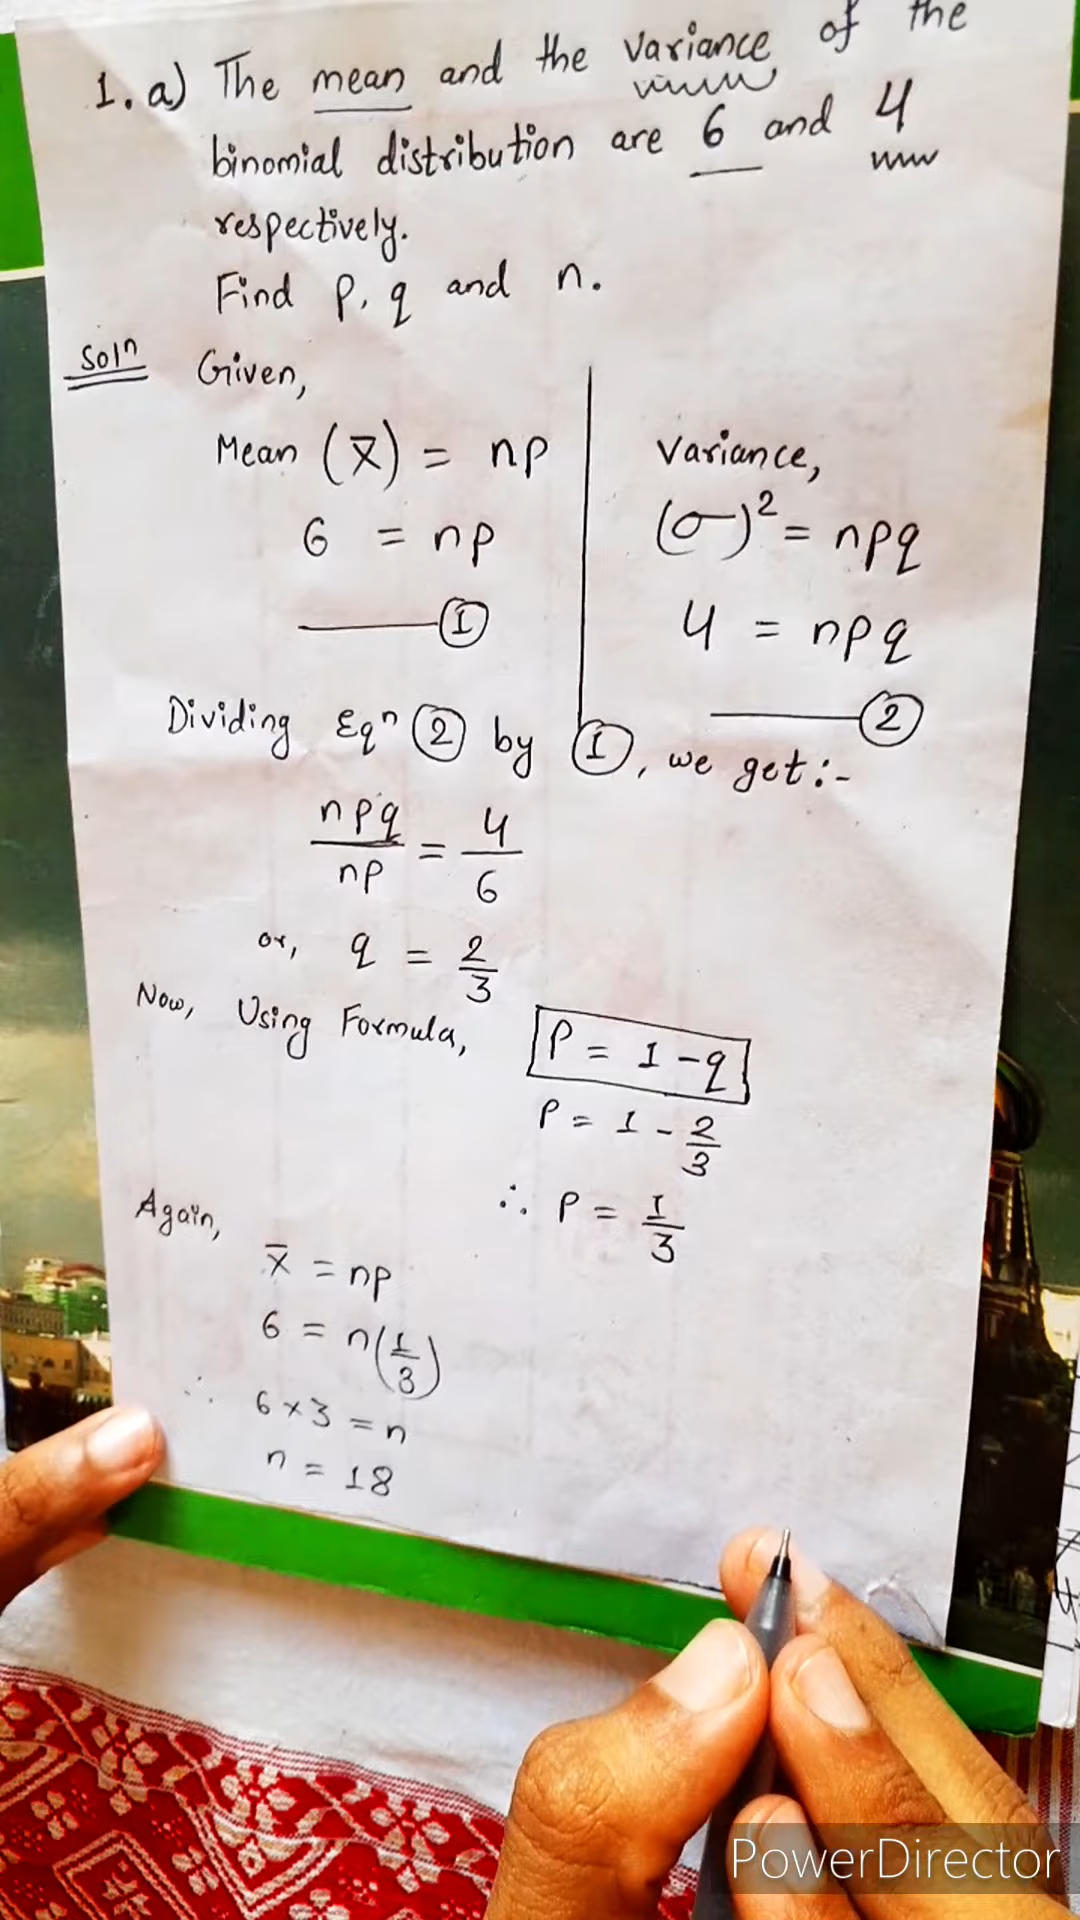 1. a) The mean and the variance of the
binomial distribution are 6 and 4
respectively.
Find p, q and n.
Solⁿ Given,
Mean (x̄) = np
6 = np
——— ①
Variance,
(σ)² = npq
4 = npq
——— ②
Dividing Eqⁿ ② by ①, we get:-
npq/np = 4/6
or, q = 2/3
Now, Using Formula, P = 1 - q
P = 1 - 2/3
∴ P = 1/3
Again,
x̄ = np
6 = n(1/3)
∴ 6 × 3 = n
n = 18
PowerDirector